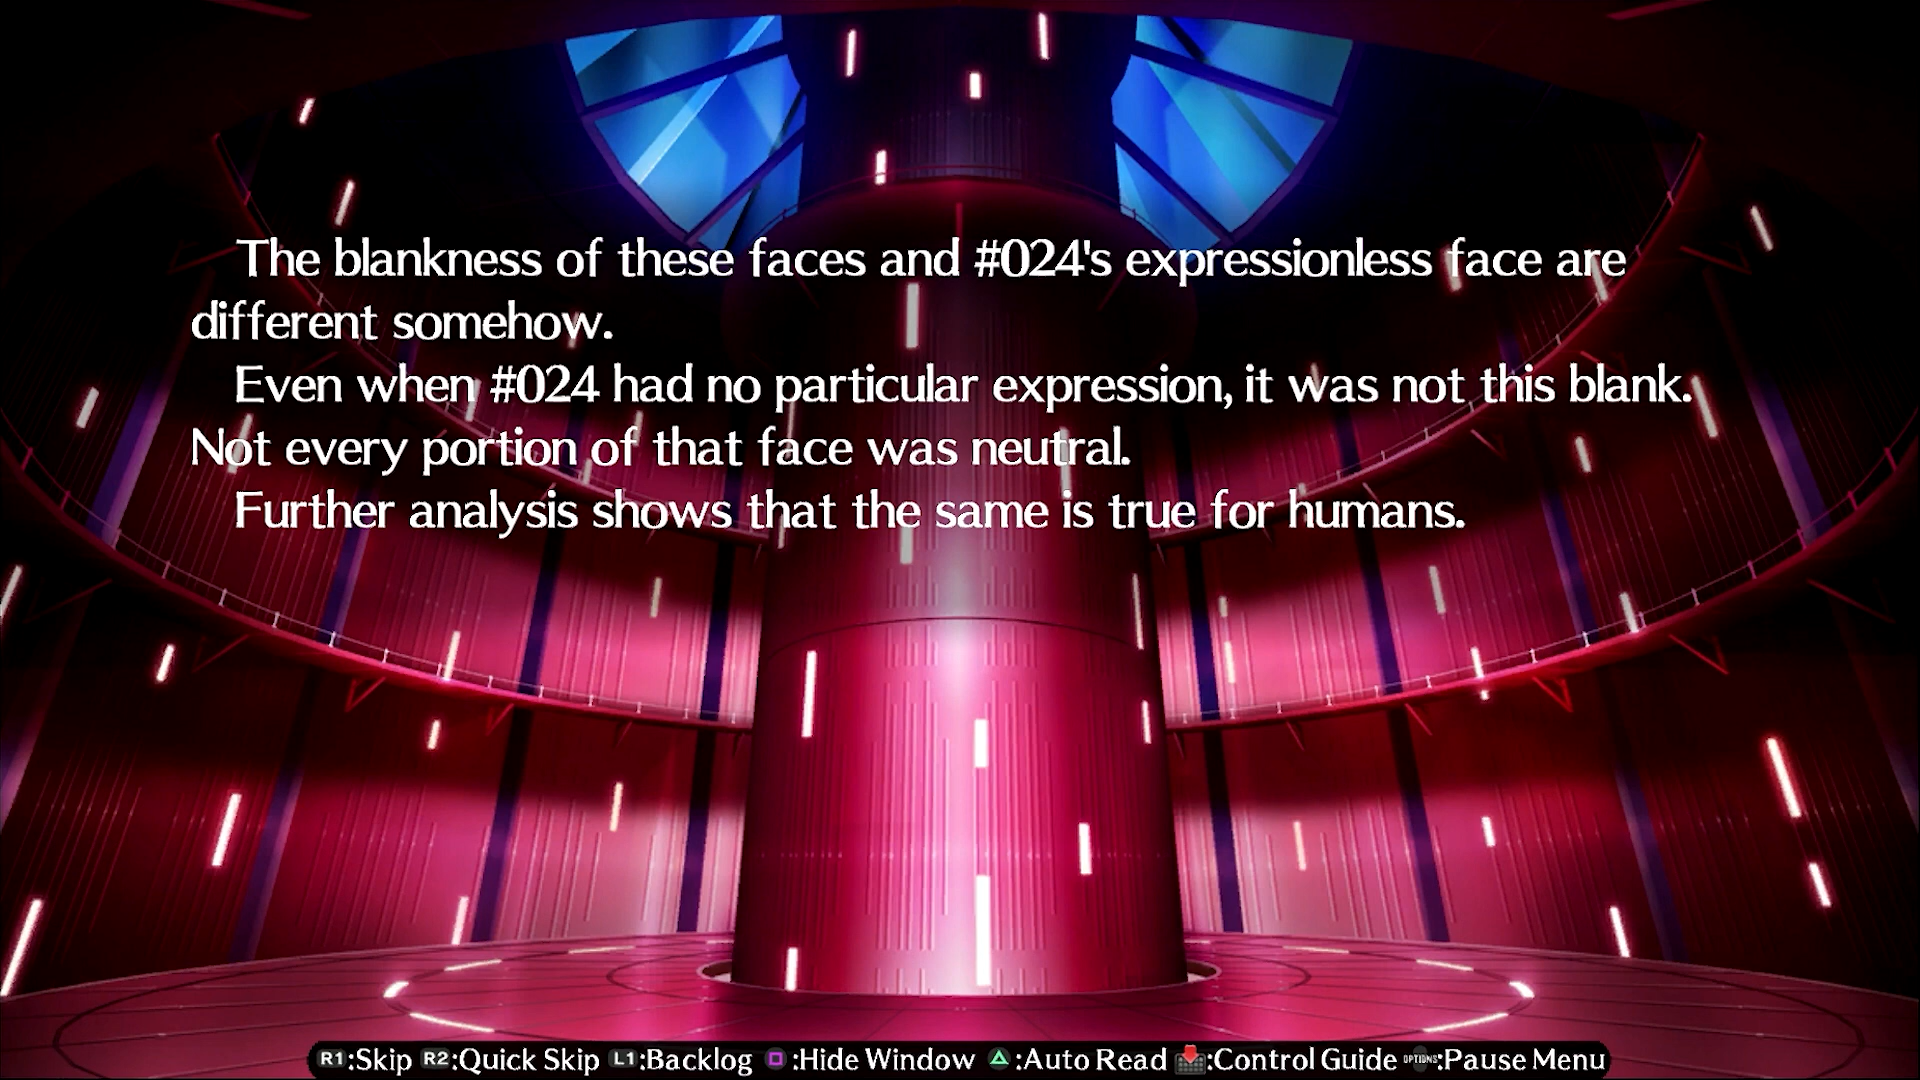 The blankness of these faces and #024's expressionless face are
different somehow.
Even when #024 had no particular expression, it was not this blank.
Not every portion of that face was neutral.
Further analysis shows that the same is true for humans.
R1:Skip R2:Quick Skip L1:Backlog :Hide Window :Auto Read :Control Guide OPTIONS:Pause Menu